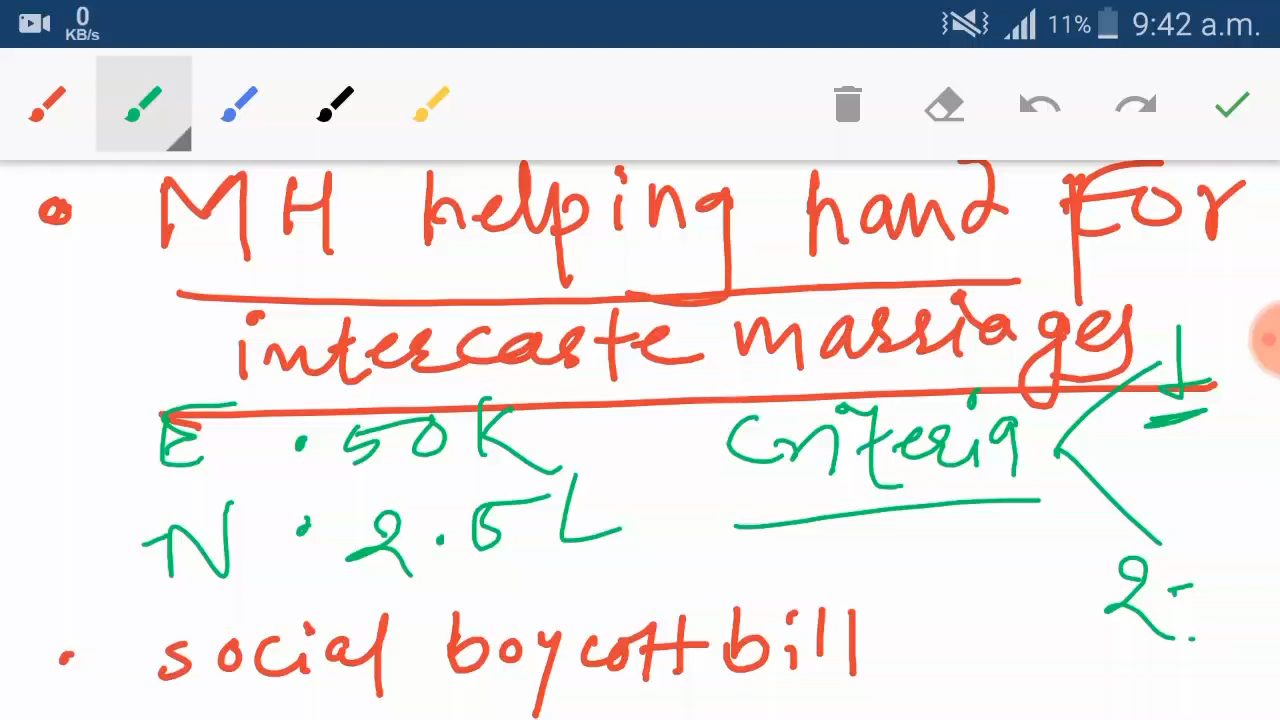 0
KB/s
11% 9:42 a.m.
• MH helping hand For
intercaste marriages
E • 50K criteria 1
N • 2.5L
2-
• social boycott bill